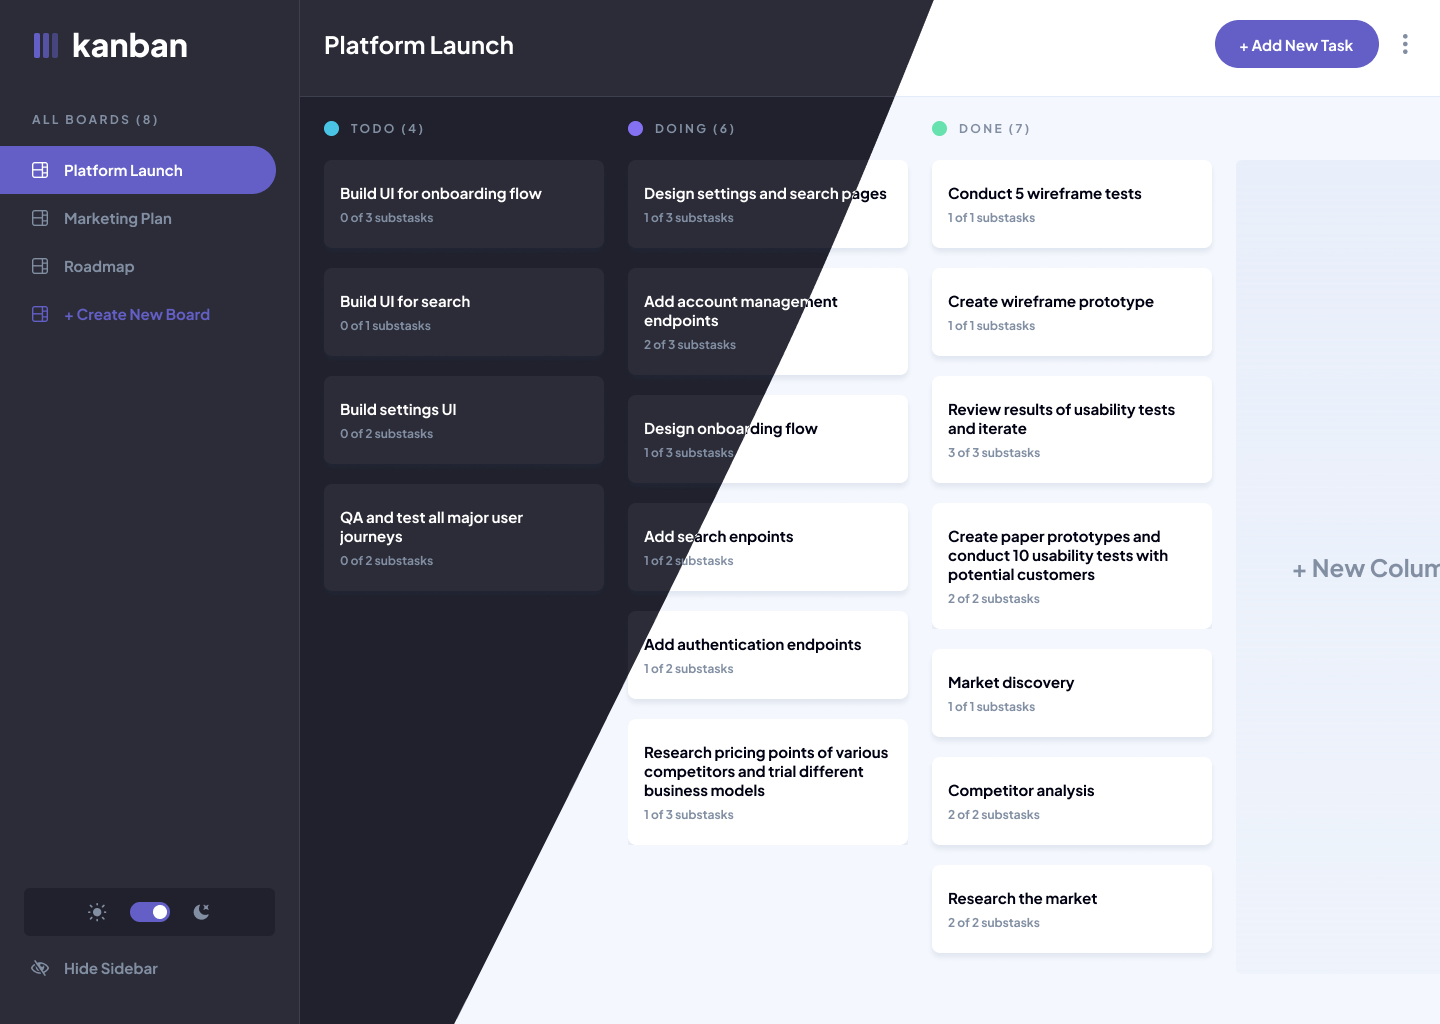 kanban
ALL BOARDS (8)
Platform Launch
Marketing Plan
Roadmap
+ Create New Board
Hide Sidebar
Platform Launch
+ Add New Task
TODO (4)
Build UI for onboarding flow
0 of 3 substasks
Build UI for search
0 of 1 substasks
Build settings UI
0 of 2 substasks
QA and test all major user
journeys
0 of 2 substasks
DOING (6)
Design settings and search pages
1 of 3 substasks
Add account management
endpoints
2 of 3 substasks
Design onboarding flow
1 of 3 substasks
Add search enpoints
1 of 2 substasks
Add authentication endpoints
1 of 2 substasks
Research pricing points of various
competitors and trial different
business models
1 of 3 substasks
DONE (7)
Conduct 5 wireframe tests
1 of 1 substasks
Create wireframe prototype
1 of 1 substasks
Review results of usability tests
and iterate
3 of 3 substasks
Create paper prototypes and
conduct 10 usability tests with
potential customers
2 of 2 substasks
Market discovery
1 of 1 substasks
Competitor analysis
2 of 2 substasks
Research the market
2 of 2 substasks
+ New Colum